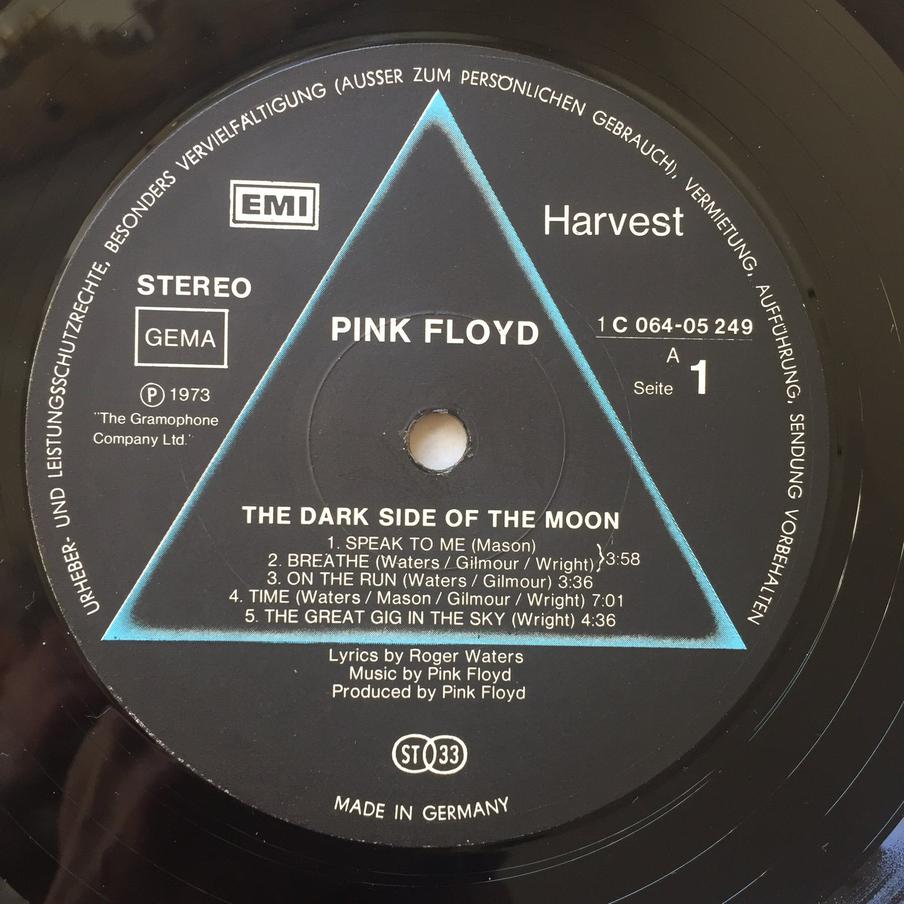 URHEBER- UND LEISTUNGSSCHUTZRECHTE, BESONDERS VERVIELFÄLTIGUNG (AUSSER ZUM PERSÖNLICHEN GEBRAUCH), VERMIETUNG, AUFFÜHRUNG, SENDUNG VORBEHALTEN
EMI
Harvest
STEREO
GEMA
Ⓟ 1973
"The Gramophone
Company Ltd."
PINK FLOYD
1 C 064-05 249
A
Seite 1
THE DARK SIDE OF THE MOON
1. SPEAK TO ME (Mason)
2. BREATHE (Waters / Gilmour / Wright) } 3:58
3. ON THE RUN (Waters / Gilmour) 3:36
4. TIME (Waters / Mason / Gilmour / Wright) 7:01
5. THE GREAT GIG IN THE SKY (Wright) 4:36
Lyrics by Roger Waters
Music by Pink Floyd
Produced by Pink Floyd
ST 33
MADE IN GERMANY